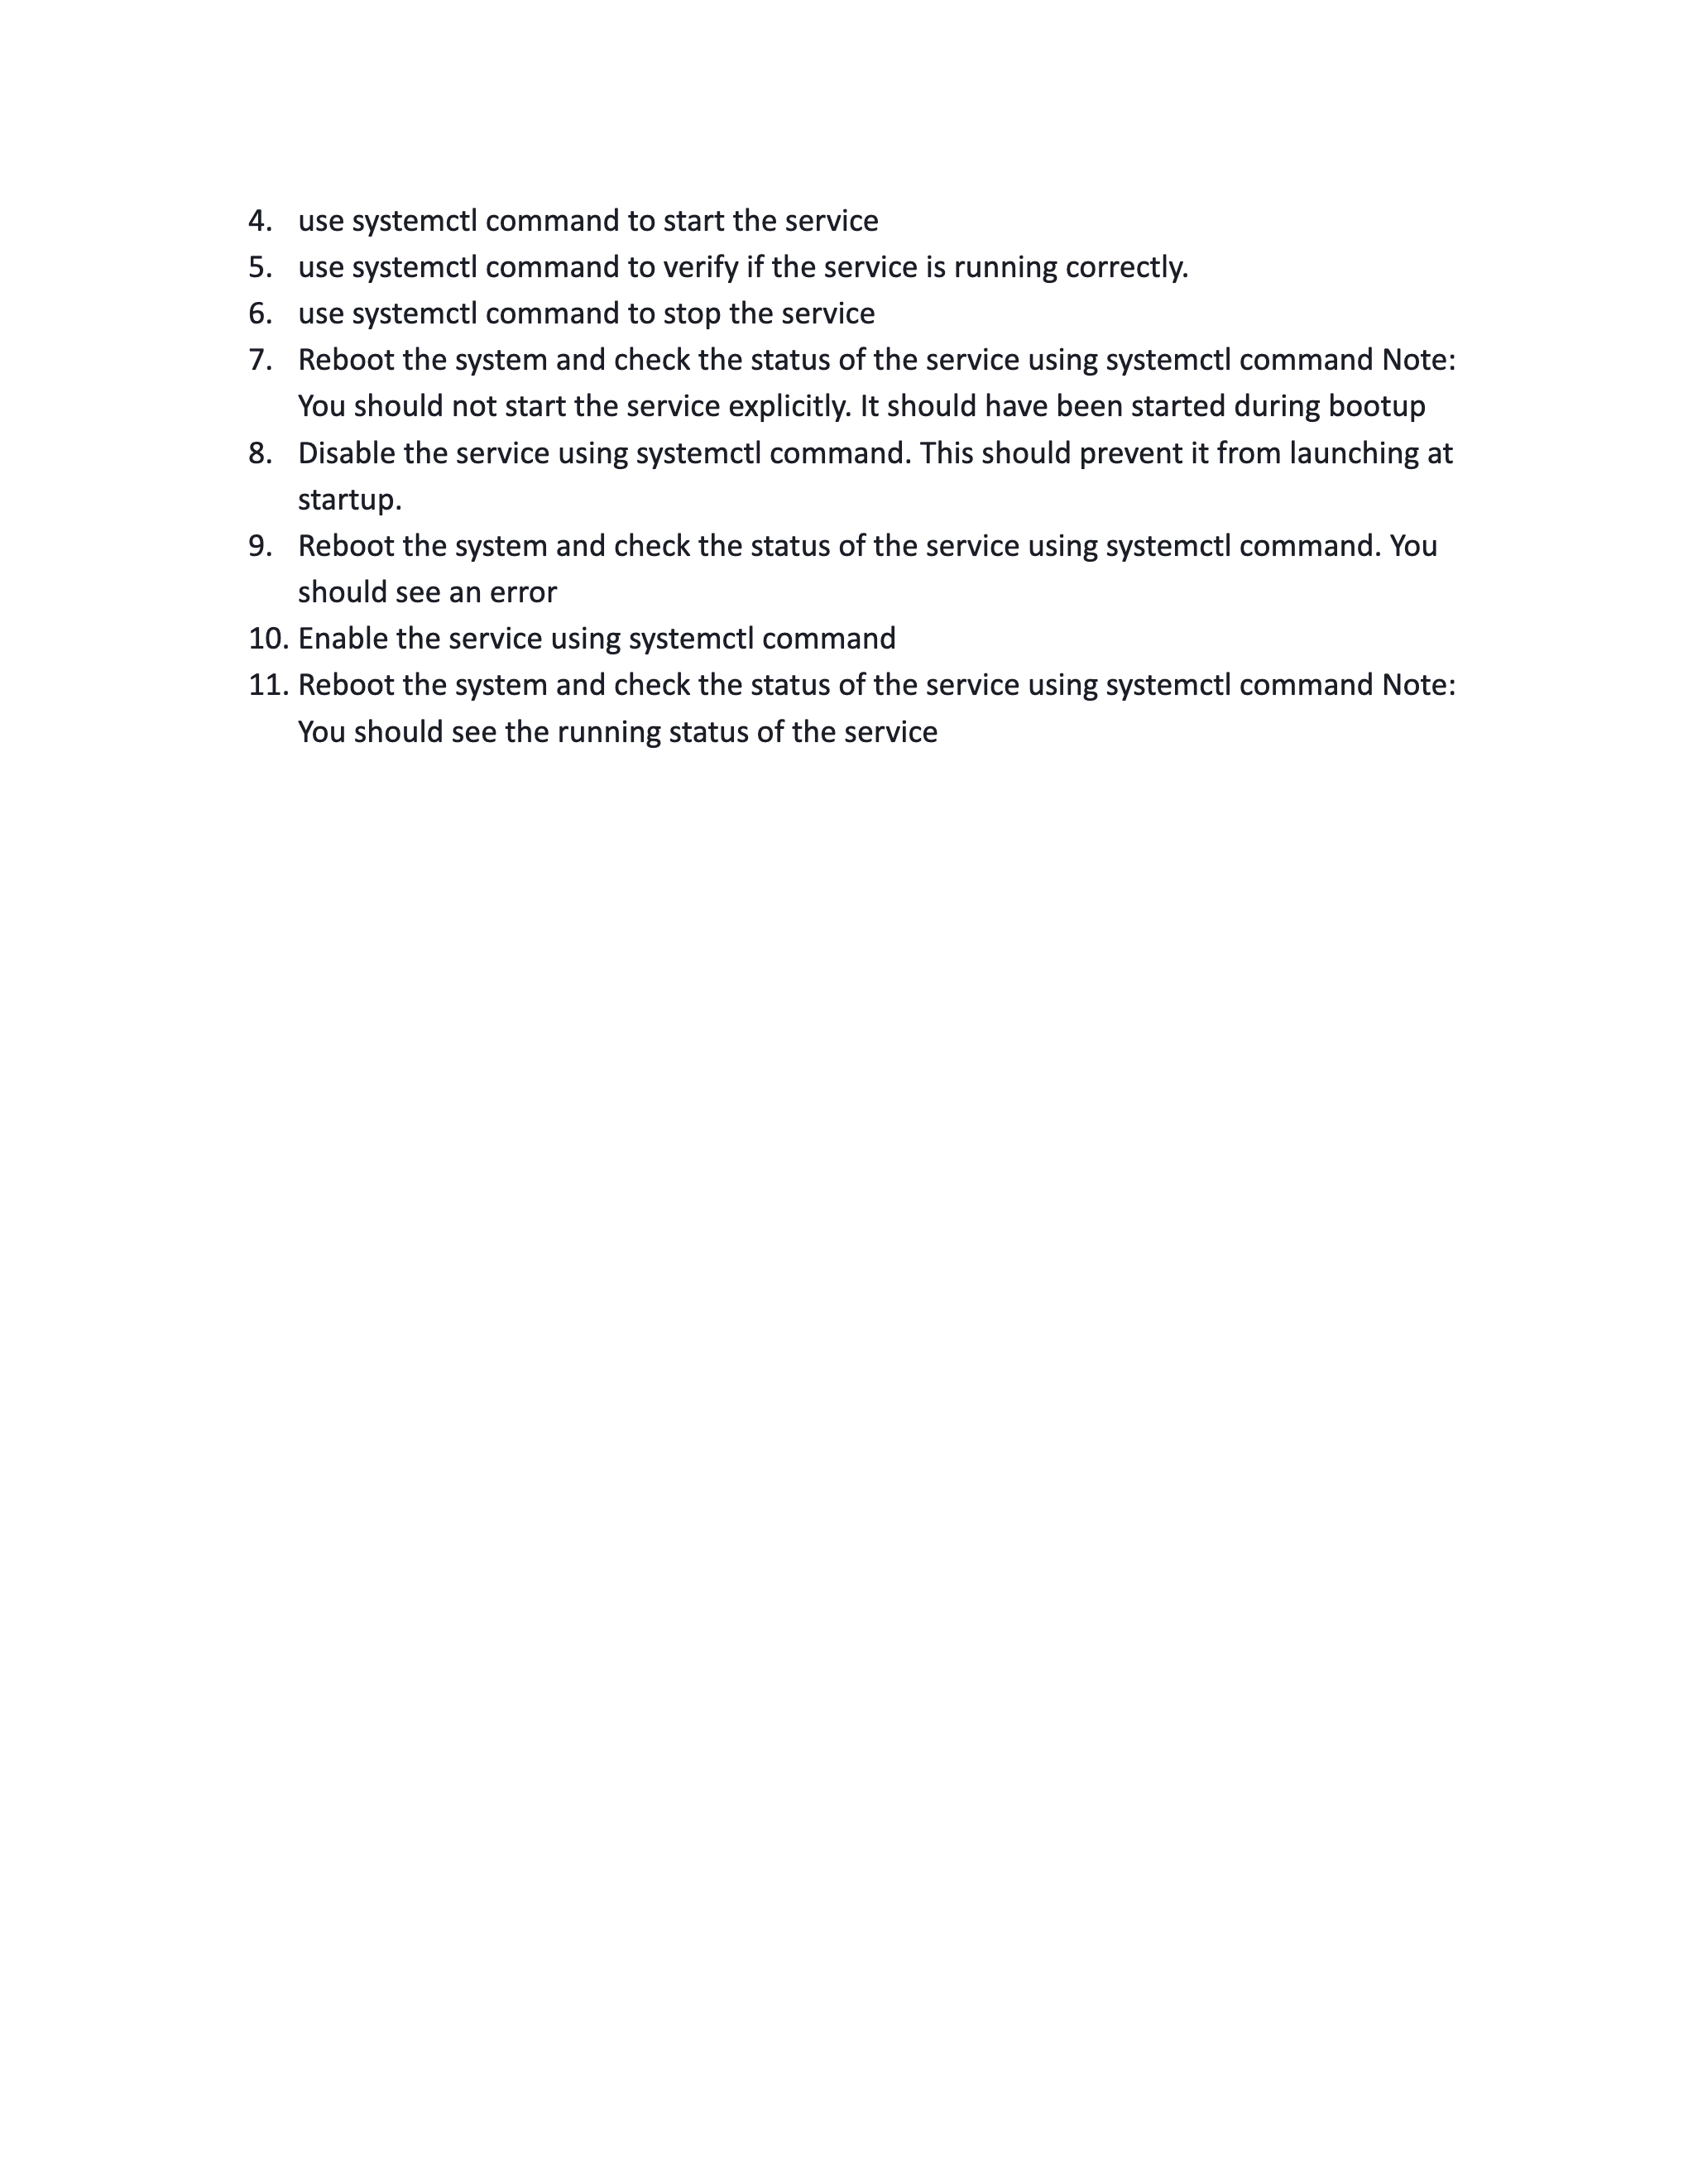 4. use systemctl command to start the service
5. use systemctl command to verify if the service is running correctly.
6. use systemctl command to stop the service
7. Reboot the system and check the status of the service using systemctl command Note:
You should not start the service explicitly. It should have been started during bootup
8. Disable the service using systemctl command. This should prevent it from launching at
startup.
9. Reboot the system and check the status of the service using systemctl command. You
should see an error
10. Enable the service using systemctl command
11. Reboot the system and check the status of the service using systemctl command Note:
You should see the running status of the service